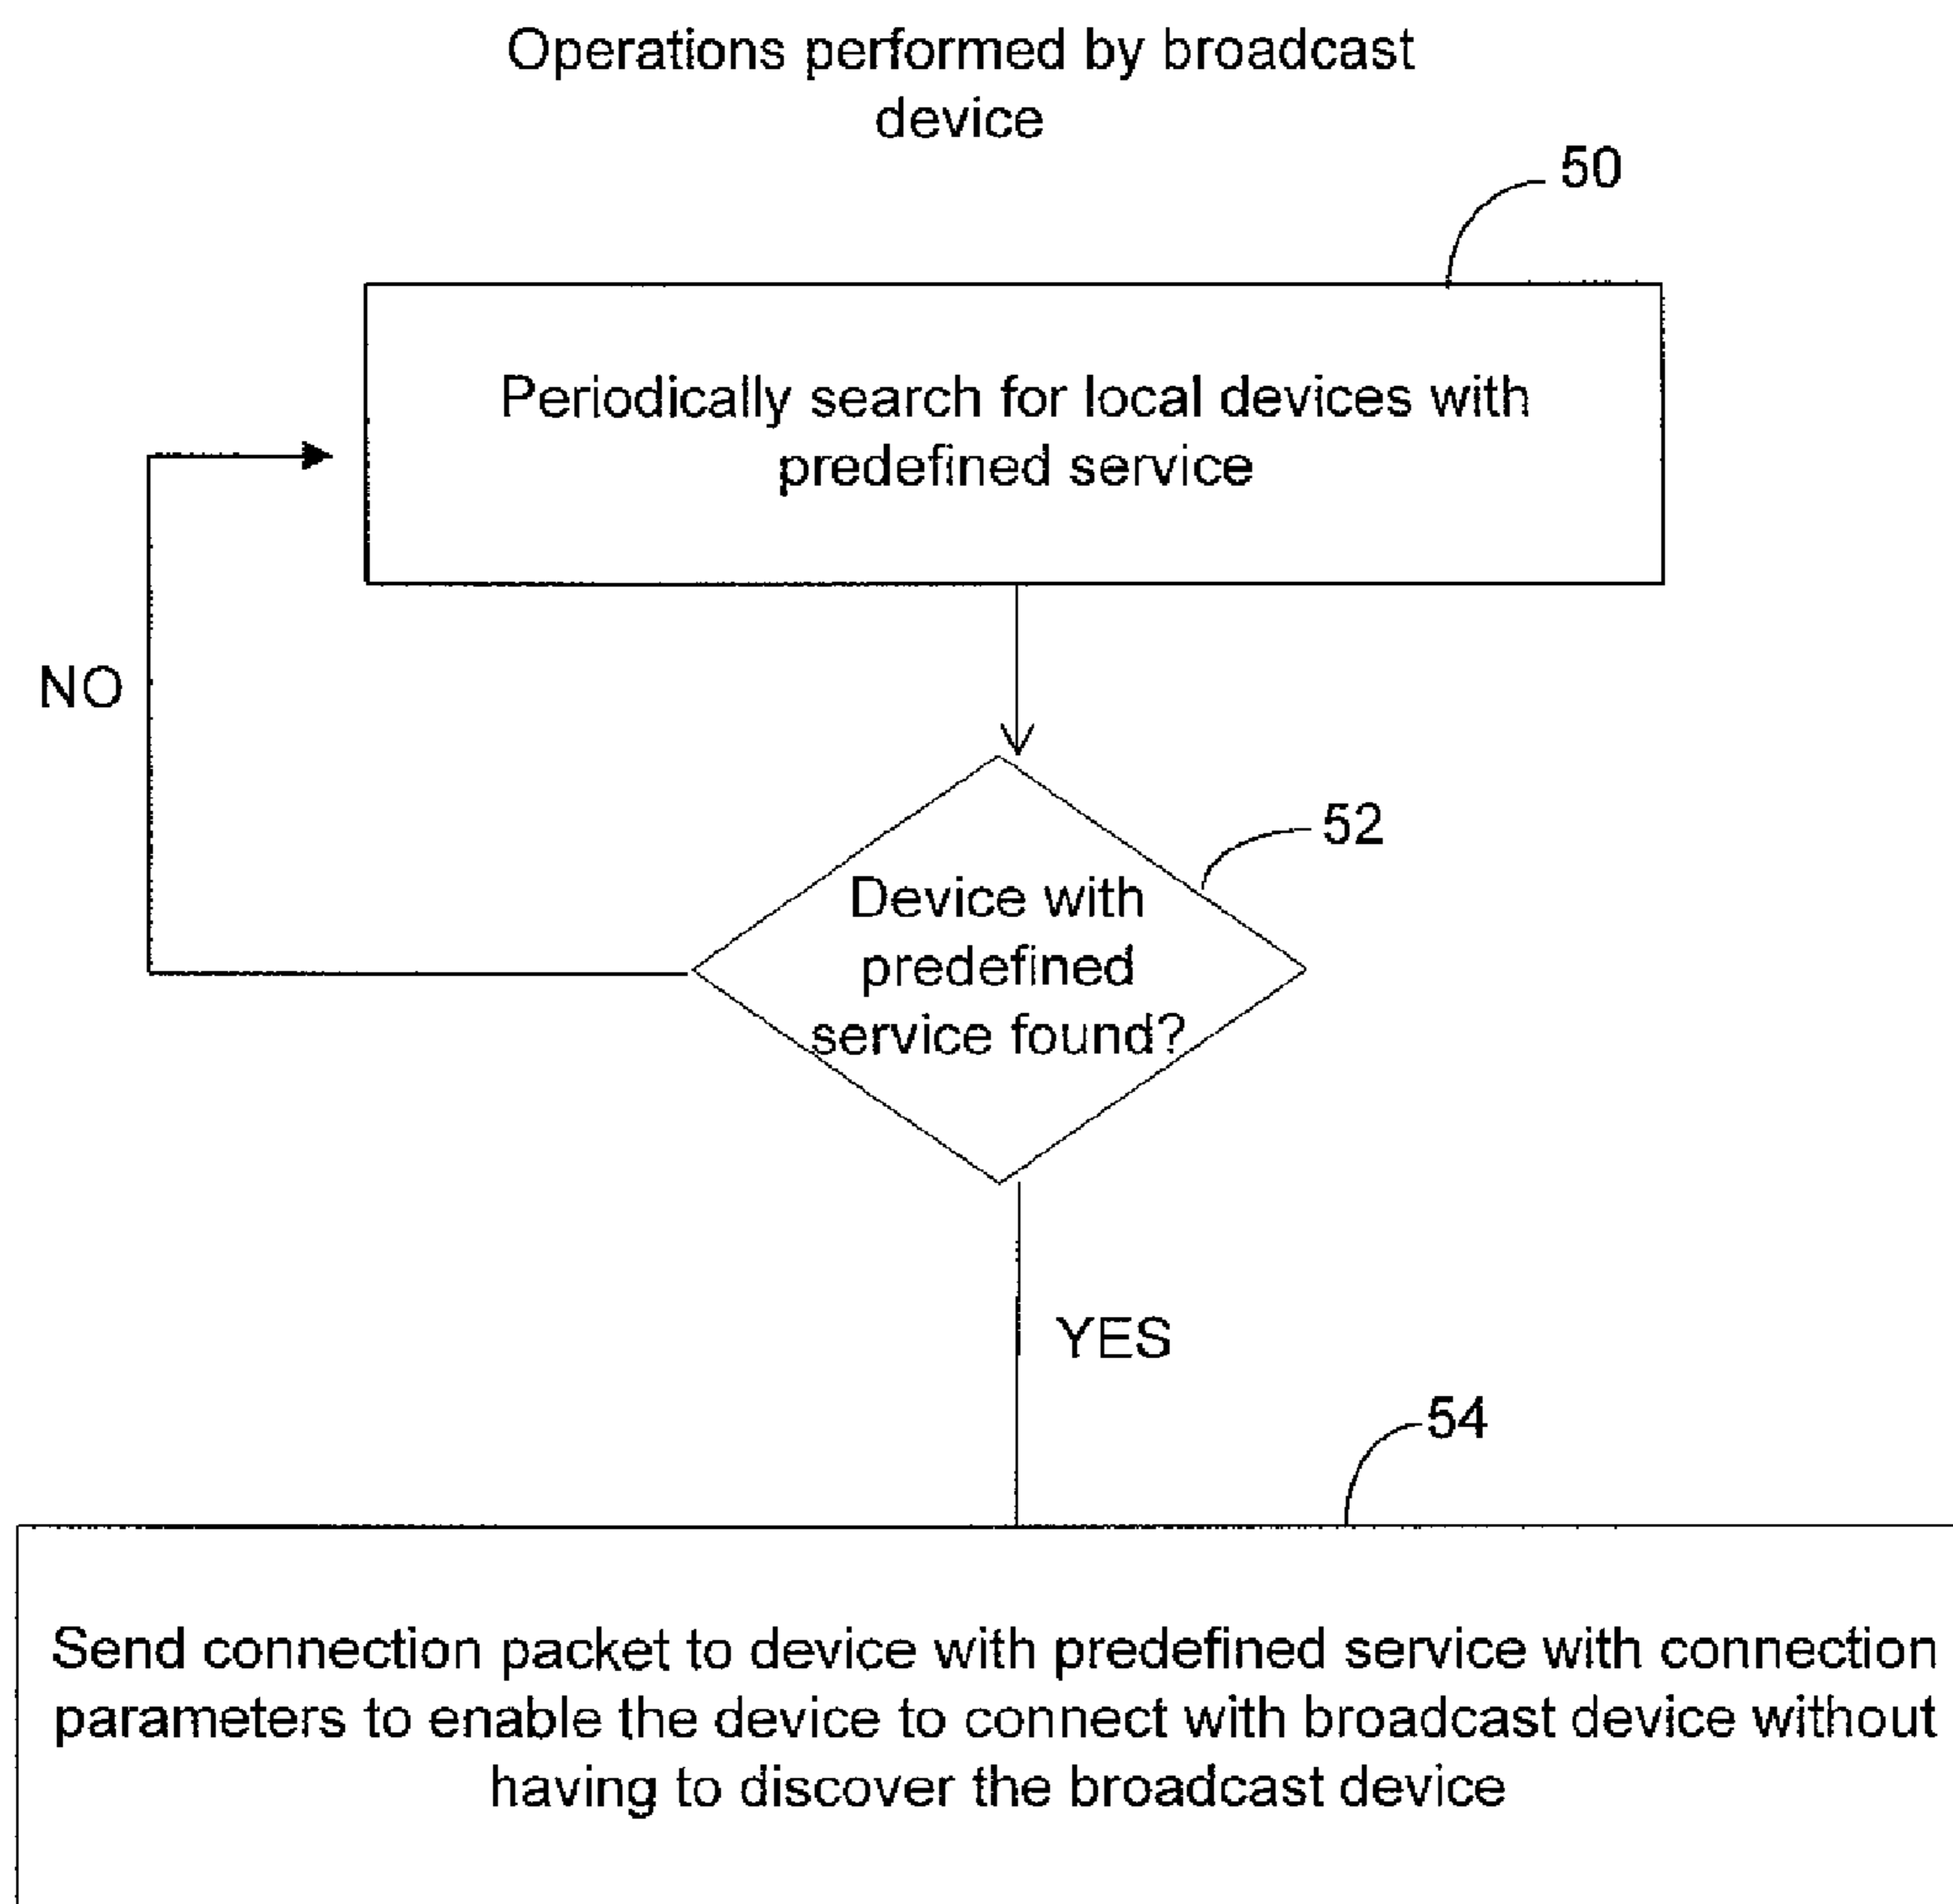 Operations performed by broadcast
device
50
Periodically search for local devices with
predefined service
NO
52
Device with
predefined
service found?
YES
54
Send connection packet to device with predefined service with connection
parameters to enable the device to connect with broadcast device without
having to discover the broadcast device